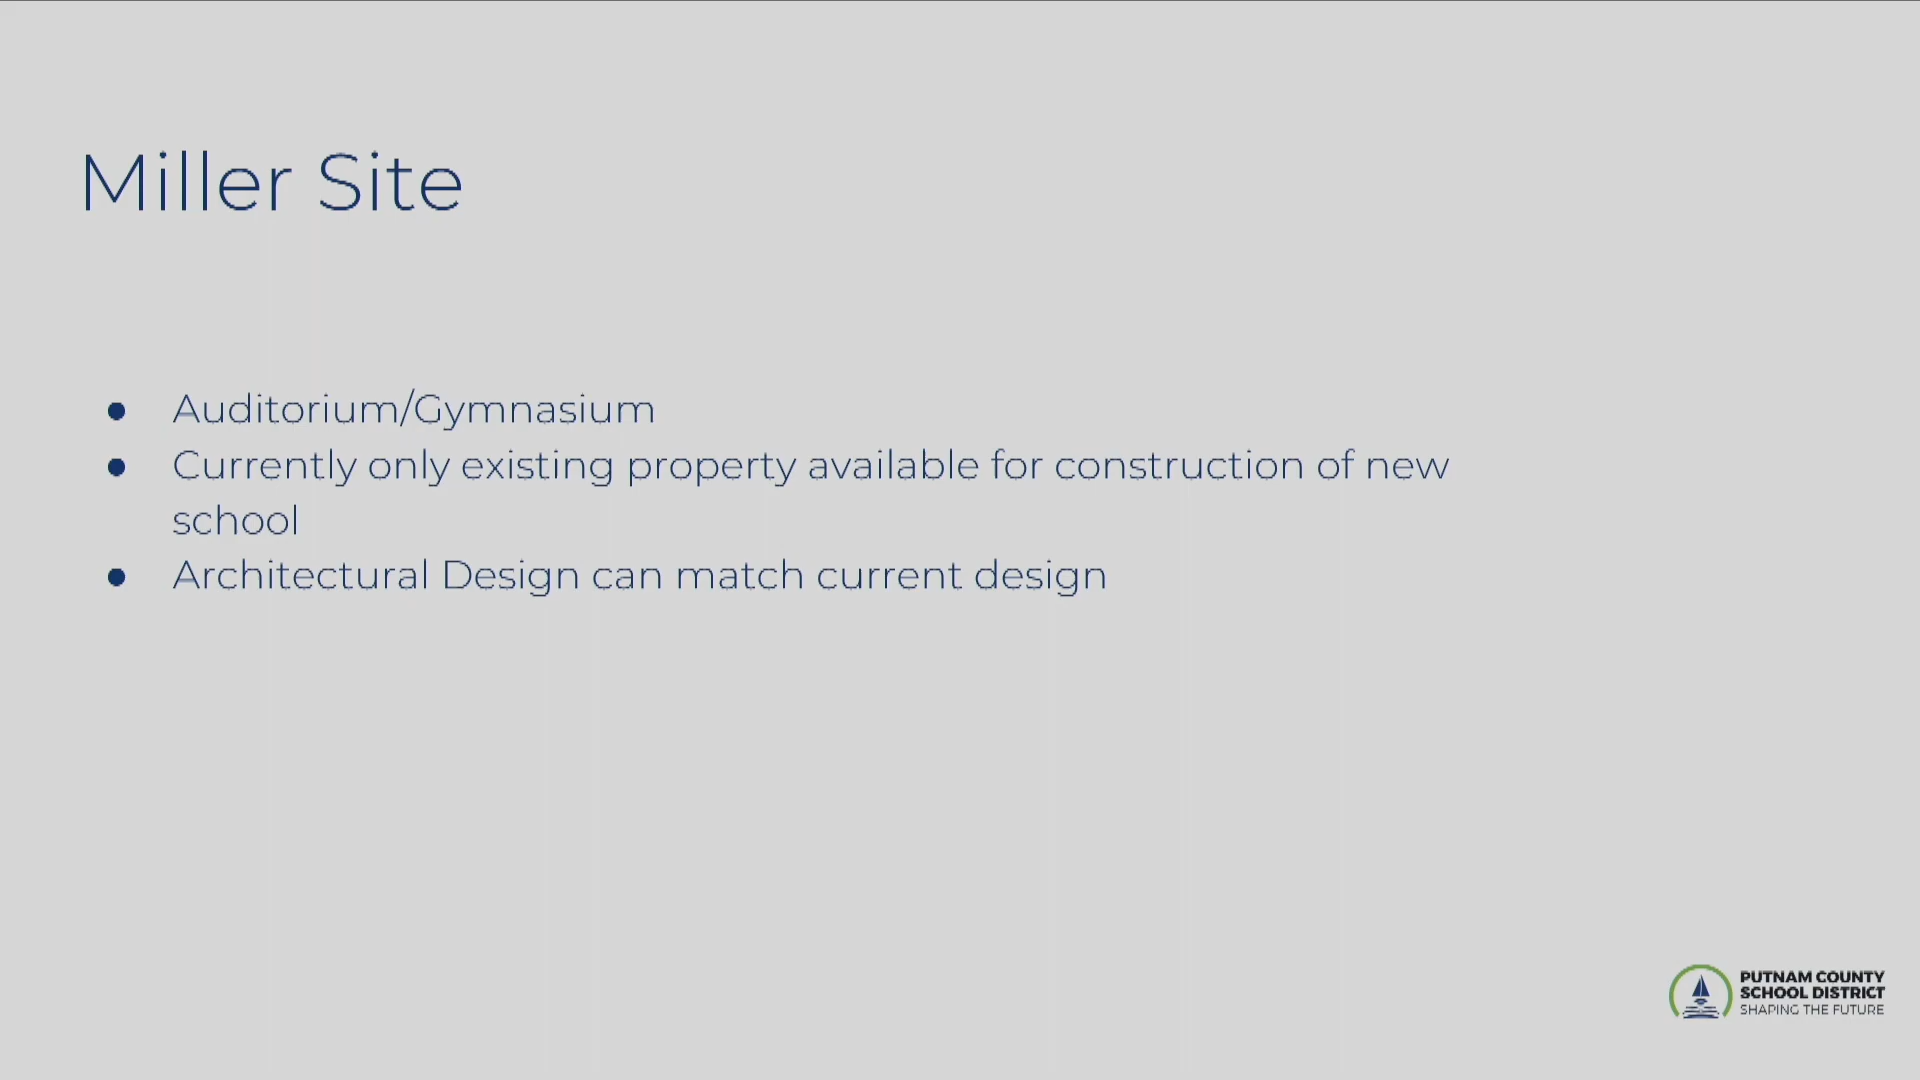 Miller Site
● Auditorium/Gymnasium
● Currently only existing property available for construction of new
school
● Architectural Design can match current design
PUTNAM COUNTY
SCHOOL DISTRICT
SHAPING THE FUTURE